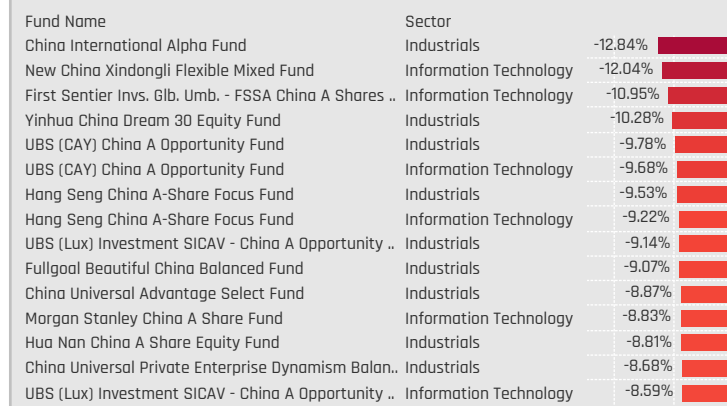 Fund Name Sector
China International Alpha Fund Industrials -12.84%
New China Xindongli Flexible Mixed Fund Information Technology -12.04%
First Sentier Invs. Glb. Umb. - FSSA China A Shares .. Information Technology -10.95%
Yinhua China Dream 30 Equity Fund Industrials -10.28%
UBS (CAY) China A Opportunity Fund Industrials -9.78%
UBS (CAY) China A Opportunity Fund Information Technology -9.68%
Hang Seng China A-Share Focus Fund Industrials -9.53%
Hang Seng China A-Share Focus Fund Information Technology -9.22%
UBS (Lux) Investment SICAV - China A Opportunity .. Industrials -9.14%
Fullgoal Beautiful China Balanced Fund Industrials -9.07%
China Universal Advantage Select Fund Industrials -8.87%
Morgan Stanley China A Share Fund Information Technology -8.83%
Hua Nan China A Share Equity Fund Industrials -8.81%
China Universal Private Enterprise Dynamism Balan.. Industrials -8.68%
UBS (Lux) Investment SICAV - China A Opportunity .. Information Technology -8.59%